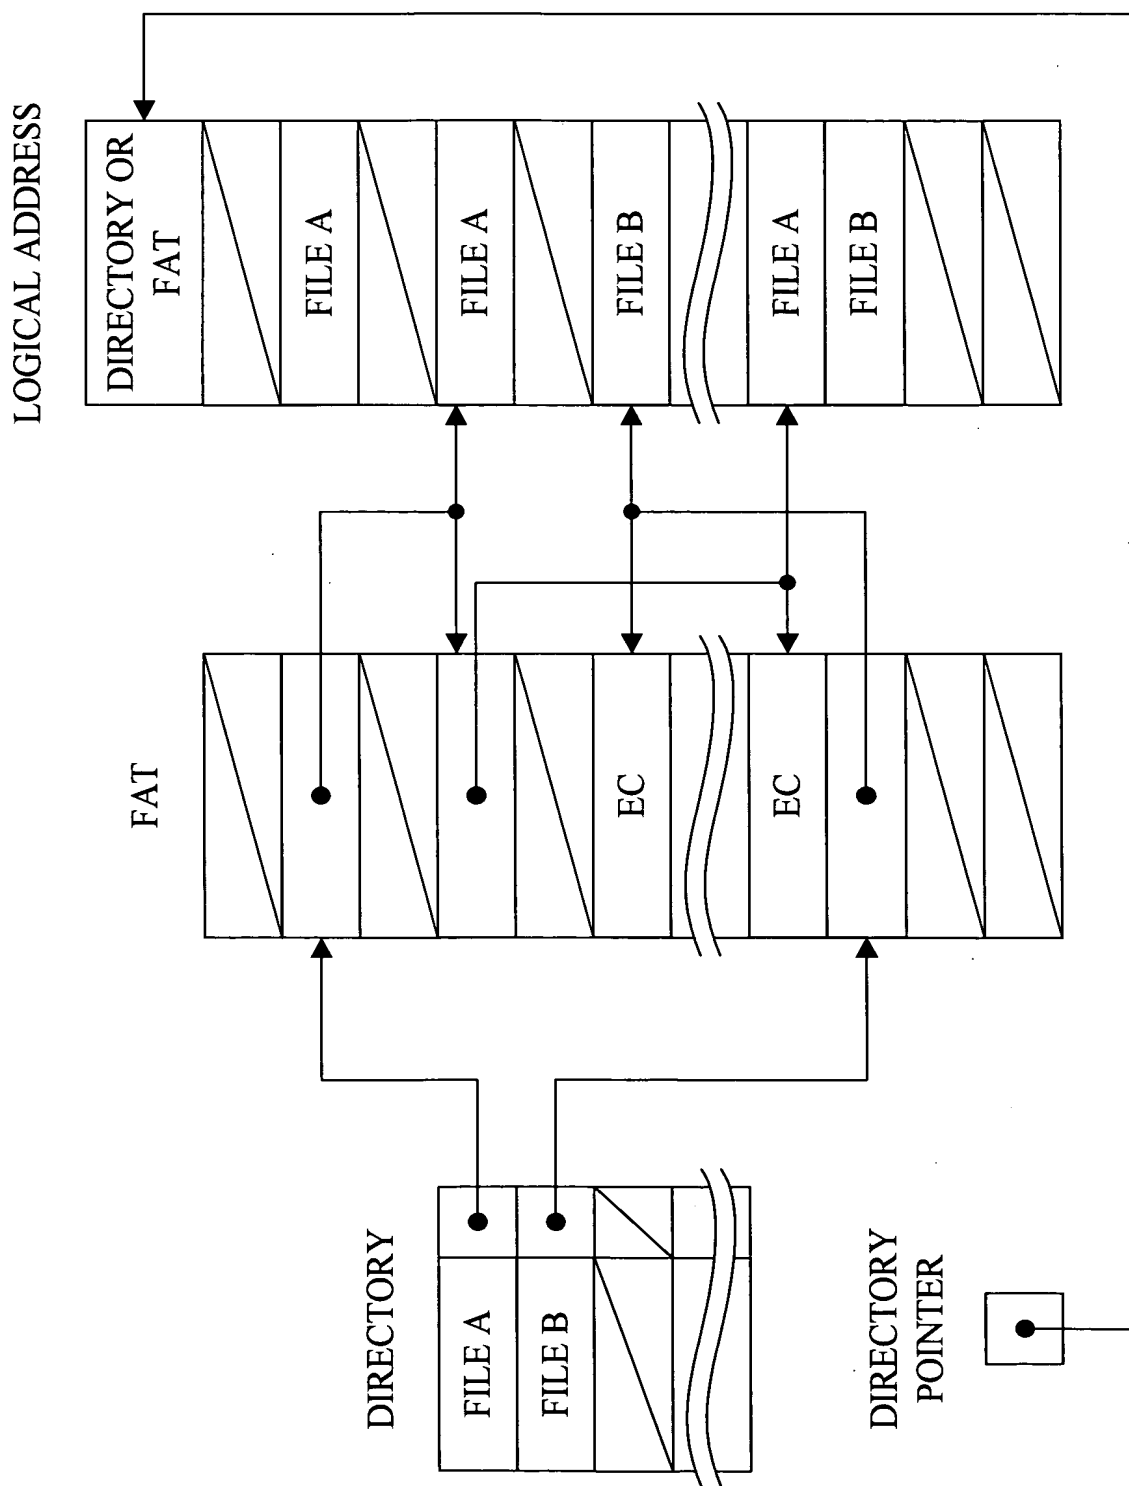 DIRECTORY
FILE A
FILE B
DIRECTORY
POINTER
FAT
EC
EC
LOGICAL ADDRESS
DIRECTORY OR
FAT
FILE A
FILE A
FILE B
FILE A
FILE B